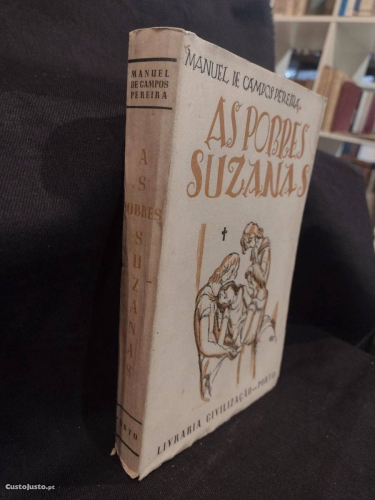 MANUEL DE CAMPOS PEREIRA
AS POBRES
SUZANAS
LIVRARIA CIVILIZAÇÃO — PORTO
MANUEL
DE CAMPOS
PEREIRA
AS
POBRES
SUZANAS
CustoJusto.pt